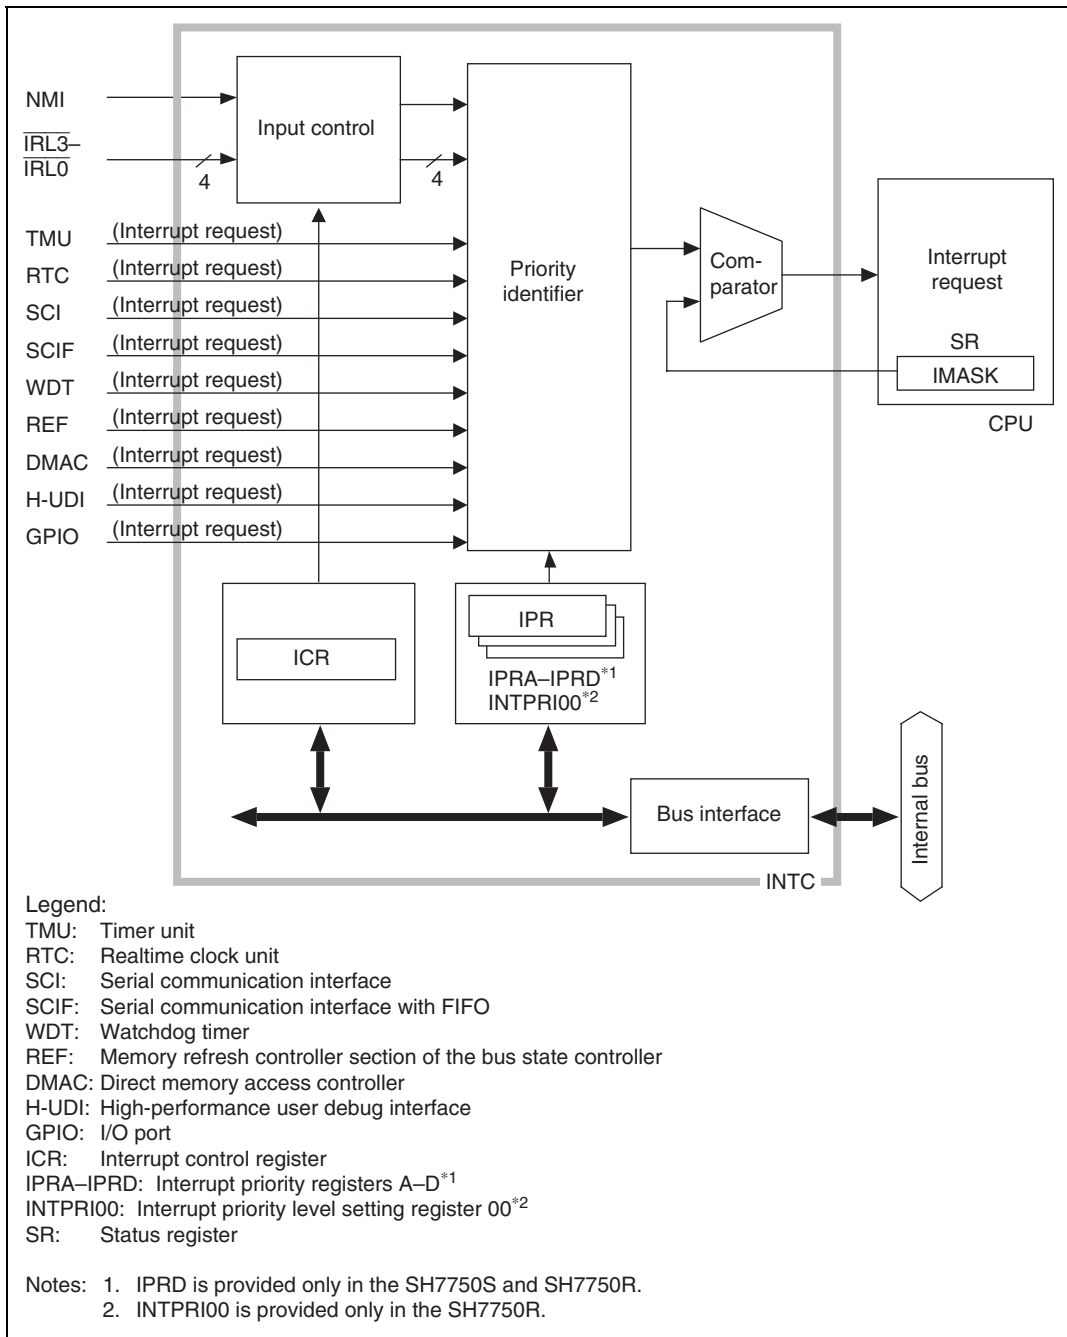 NMI
IRL3–
IRL0
4
Input control
4
TMU (Interrupt request)
RTC (Interrupt request)
SCI (Interrupt request)
SCIF (Interrupt request)
WDT (Interrupt request)
REF (Interrupt request)
DMAC (Interrupt request)
H-UDI (Interrupt request)
GPIO (Interrupt request)
Priority
identifier
Com-
parator
Interrupt
request
SR
IMASK
CPU
ICR
IPR
IPRA–IPRD*1
INTPRI00*2
Bus interface
Internal bus
INTC
Legend:
TMU: Timer unit
RTC: Realtime clock unit
SCI: Serial communication interface
SCIF: Serial communication interface with FIFO
WDT: Watchdog timer
REF: Memory refresh controller section of the bus state controller
DMAC: Direct memory access controller
H-UDI: High-performance user debug interface
GPIO: I/O port
ICR: Interrupt control register
IPRA–IPRD: Interrupt priority registers A–D*1
INTPRI00: Interrupt priority level setting register 00*2
SR: Status register
Notes: 1. IPRD is provided only in the SH7750S and SH7750R.
2. INTPRI00 is provided only in the SH7750R.